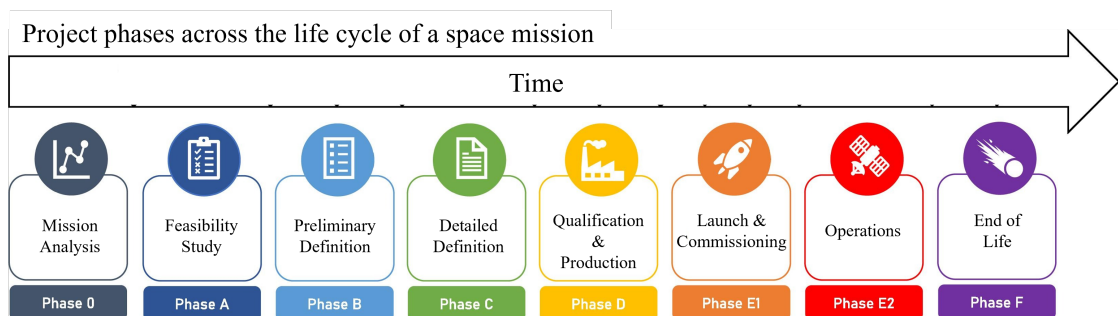 Project phases across the life cycle of a space mission
Time
Mission
Analysis
Phase 0
Feasibility
Study
Phase A
Preliminary
Definition
Phase B
Detailed
Definition
Phase C
Qualification
&
Production
Phase D
Launch &
Commissioning
Phase E1
Operations
Phase E2
End of
Life
Phase F